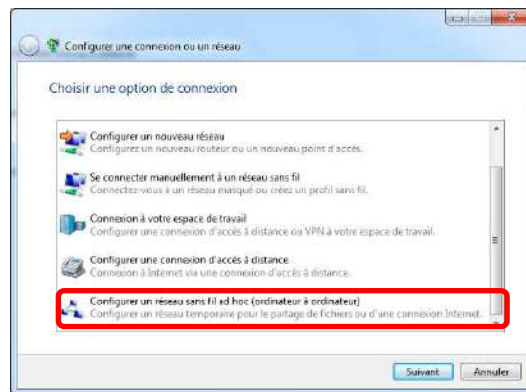 Configurer une connexion ou un réseau
Choisir une option de connexion
Configurer un nouveau réseau
Configurez un nouveau routeur ou un nouveau point d'accès.
Se connecter manuellement à un réseau sans fil
Connectez-vous à un réseau masqué ou créez un profil sans fil.
Connexion à votre espace de travail
Configurer une connexion d'accès à distance ou VPN à votre espace de travail.
Configurer une connexion d'accès à distance
Connexion à Internet via une connexion d'accès à distance.
Configurer un réseau sans fil ad hoc (ordinateur à ordinateur)
Configurer un réseau temporaire pour le partage de fichiers ou d'une connexion Internet.
Suivant Annuler